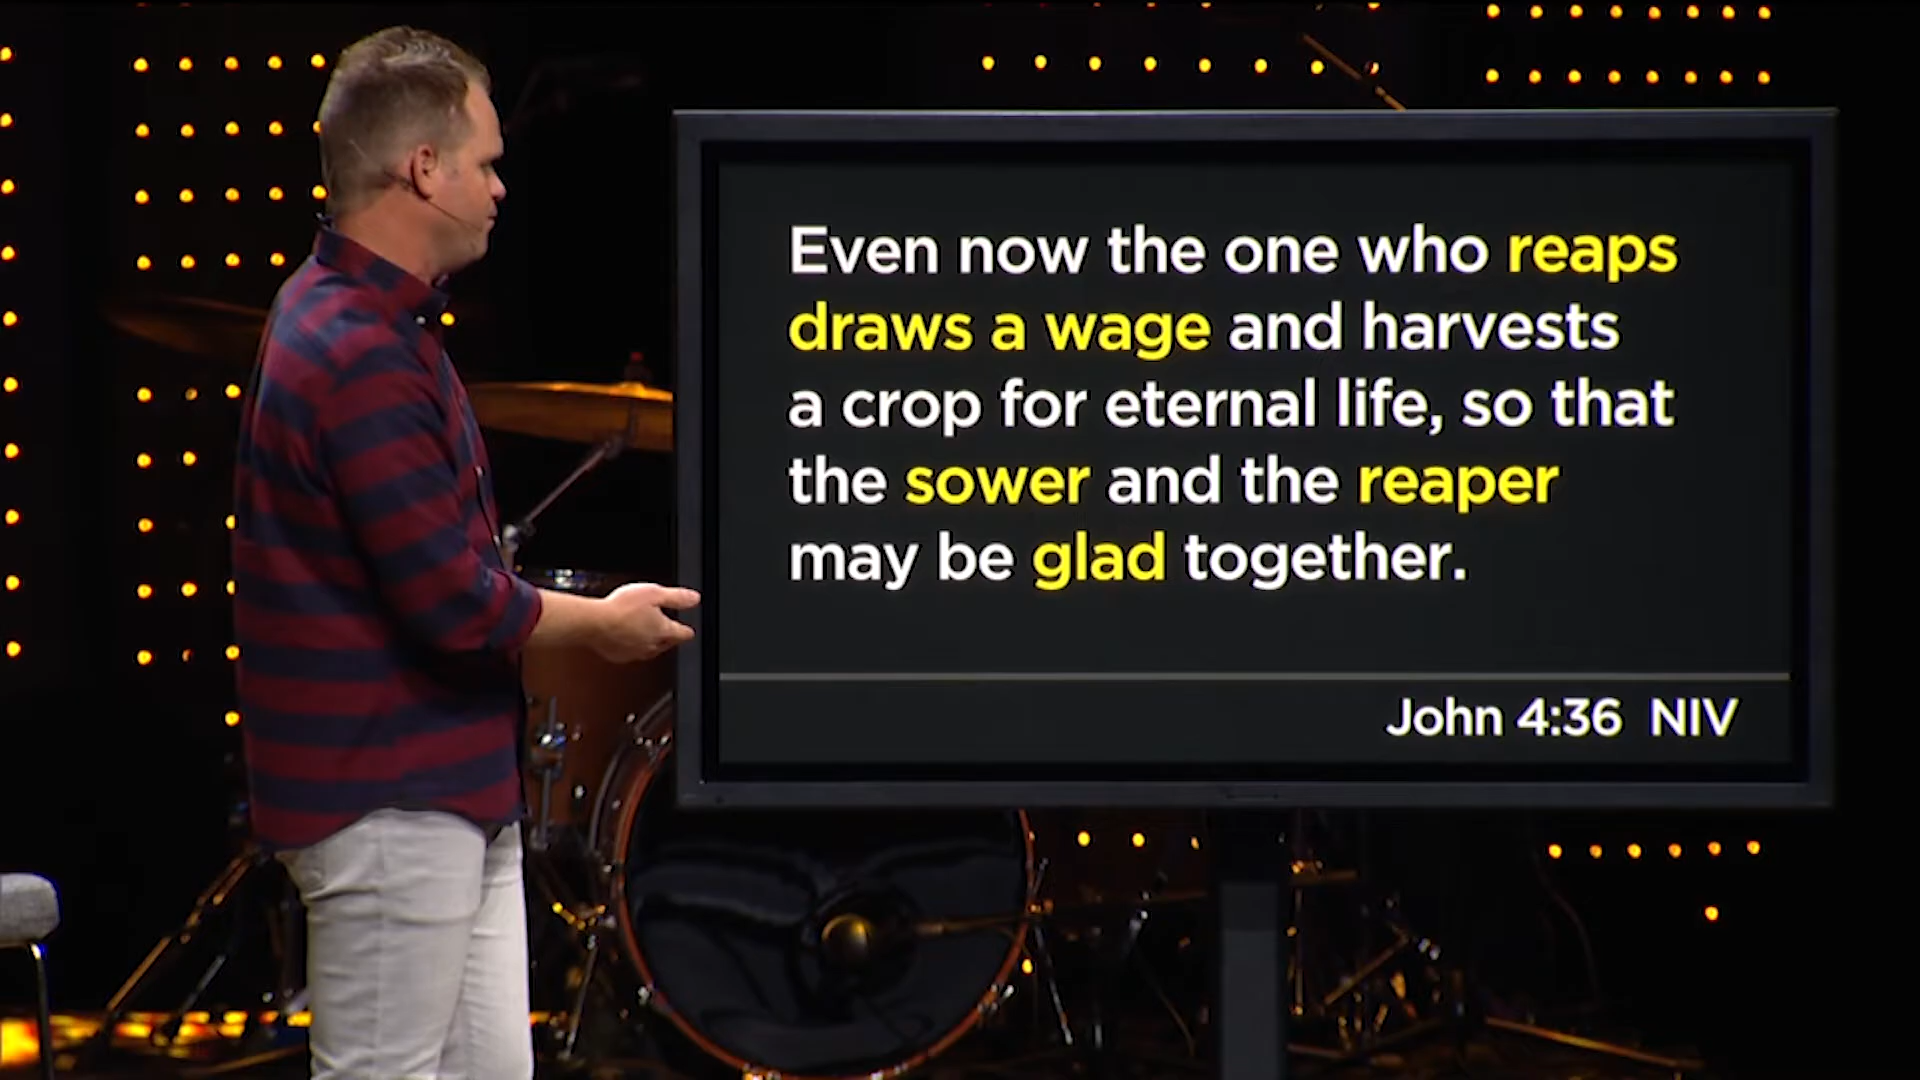 Even now the one who reaps
draws a wage and harvests
a crop for eternal life, so that
the sower and the reaper
may be glad together.
John 4:36 NIV